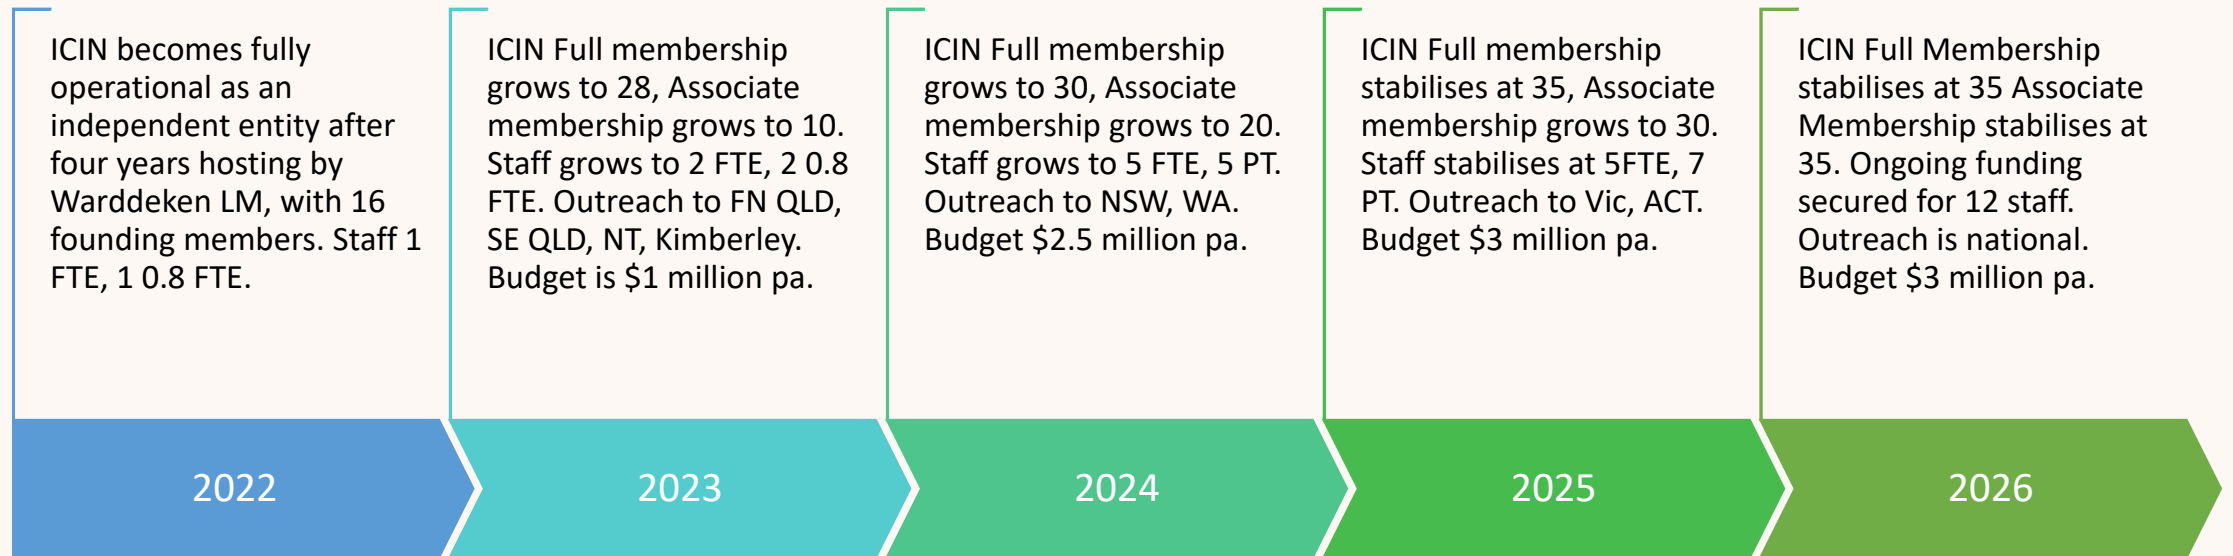 ICIN becomes fully
operational as an
independent entity after
four years hosting by
Warddeken LM, with 16
founding members. Staff 1
FTE, 1 0.8 FTE.
ICIN Full membership
grows to 28, Associate
membership grows to 10.
Staff grows to 2 FTE, 2 0.8
FTE. Outreach to FN QLD,
SE QLD, NT, Kimberley.
Budget is $1 million pa.
ICIN Full membership
grows to 30, Associate
membership grows to 20.
Staff grows to 5 FTE, 5 PT.
Outreach to NSW, WA.
Budget $2.5 million pa.
ICIN Full membership
stabilises at 35, Associate
membership grows to 30.
Staff stabilises at 5FTE, 7
PT. Outreach to Vic, ACT.
Budget $3 million pa.
ICIN Full Membership
stabilises at 35 Associate
Membership stabilises at
35. Ongoing funding
secured for 12 staff.
Outreach is national.
Budget $3 million pa.
2022
2023
2024
2025
2026